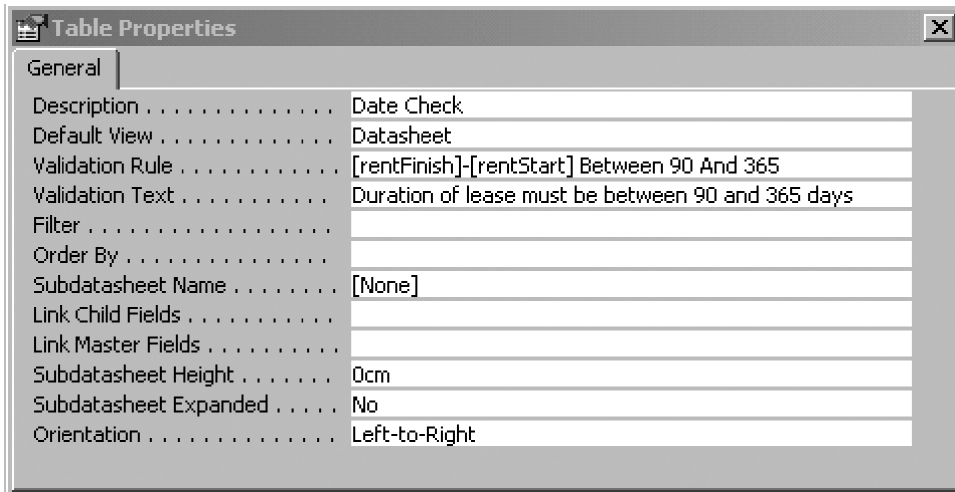 Table Properties
General
Description . . . . . . . . . . . . . . . Date Check
Default View . . . . . . . . . . . . . Datasheet
Validation Rule . . . . . . . . . . . . [rentFinish]-[rentStart] Between 90 And 365
Validation Text . . . . . . . . . . . Duration of lease must be between 90 and 365 days
Filter . . . . . . . . . . . . . . . . . . .
Order By . . . . . . . . . . . . . . .
Subdatasheet Name . . . . . . . . [None]
Link Child Fields . . . . . . . . . . .
Link Master Fields . . . . . . . . . .
Subdatasheet Height . . . . . . . 0cm
Subdatasheet Expanded . . . . . No
Orientation . . . . . . . . . . . . . . Left-to-Right